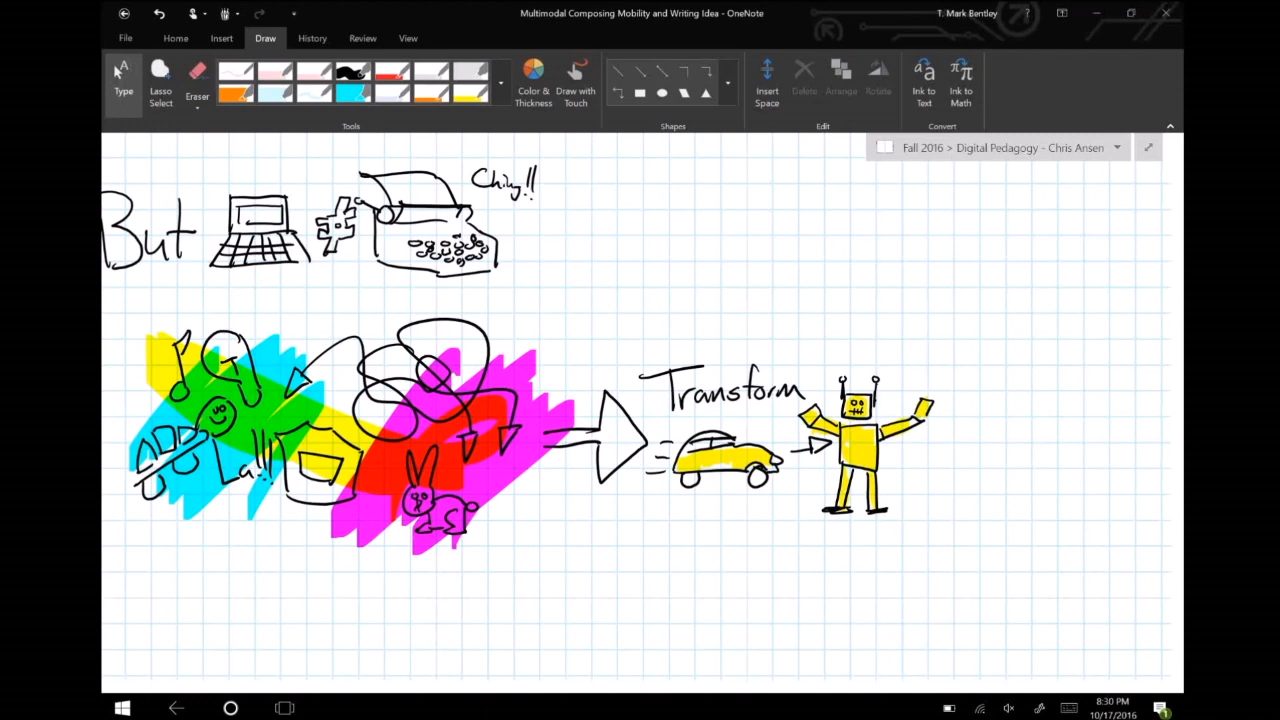 Multimodal Composing Mobility and Writing Idea - OneNote
T. Mark Bentley
?
File Home Insert Draw History Review View
Type
Lasso Select
Eraser
Color & Thickness
Draw with Touch
Insert Space
Delete
Arrange
Rotate
Ink to Text
Ink to Math
Tools
Shapes
Edit
Convert
Fall 2016 > Digital Pedagogy - Chris Ansen
But
Ching!!
La!!!
Transform
8:30 PM
10/17/2016